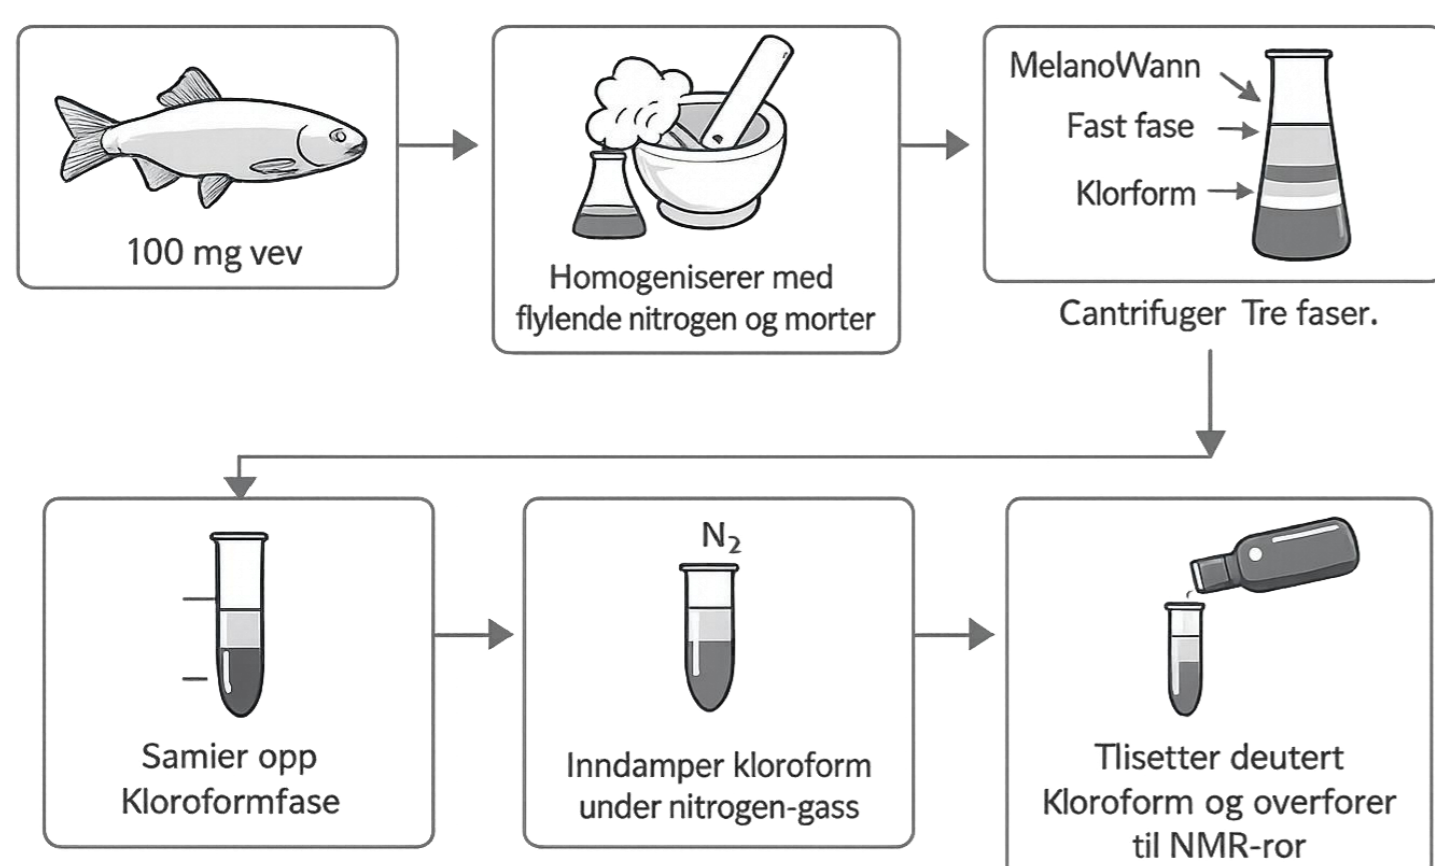 100 mg vev
Homogeniserer med
flylende nitrogen og morter
MelanoWann
Fast fase
Klorform
Cantrifuger Tre faser.
Samier opp
Kloroformfase
N₂
Inndamper kloroform
under nitrogen-gass
Tlisetter deutert
Kloroform og overforer
til NMR-ror